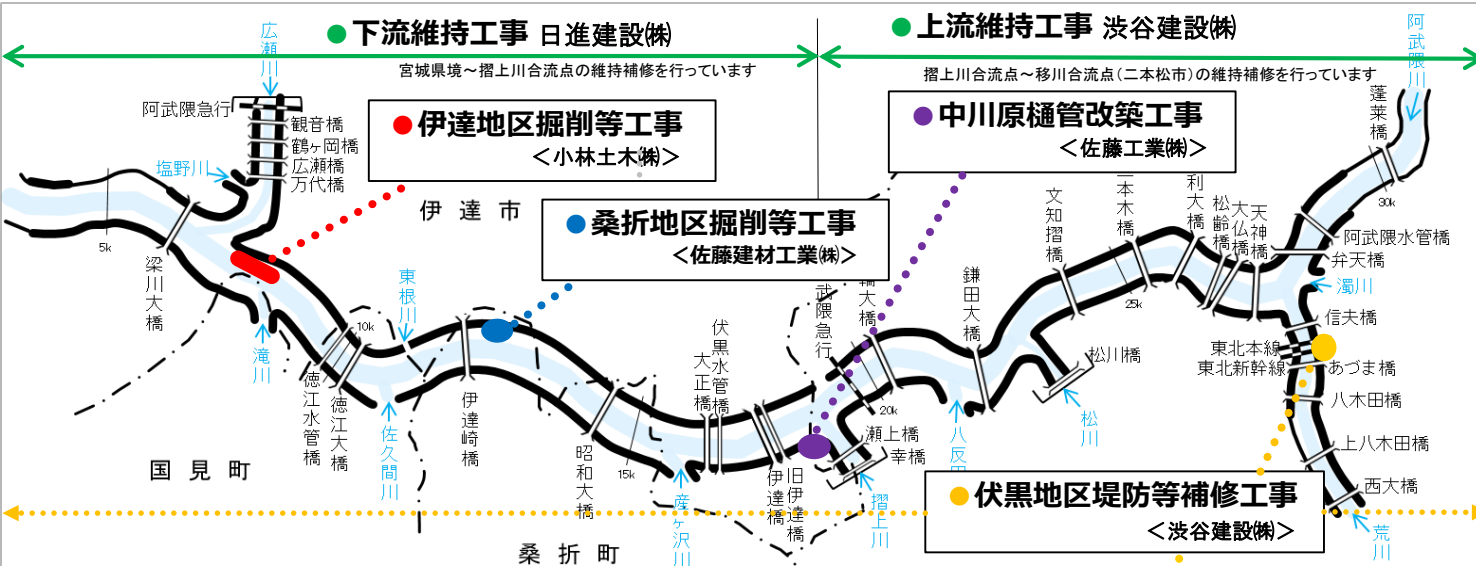 ●下流維持工事 日進建設㈱
宮城県境～摺上川合流点の維持補修を行っています
●上流維持工事 渋谷建設㈱
摺上川合流点～移川合流点(二本松市)の維持補修を行っています
●伊達地区掘削等工事
＜小林土木㈱＞
●桑折地区掘削等工事
＜佐藤建材工業㈱＞
●中川原樋管改築工事
＜佐藤工業㈱＞
●伏黒地区堤防等補修工事
＜渋谷建設㈱＞
広瀬川
阿武隈急行
観音橋
鶴ヶ岡橋
広瀬橋
万代橋
塩野川
伊達市
5k
梁川大橋
滝川
徳江水管橋
10k
徳江大橋
東根川
佐久間川
伊達崎橋
国見町
桑折町
昭和大橋
15k
産ヶ沢川
大正橋
伏黒水管橋
伊達橋
旧伊達橋
武隈急行
大橋
20k
瀬上橋
幸橋
摺上川
八反田
鎌田大橋
文知摺橋
松川橋
松川
25k
本木橋
利大橋
松齢橋
大仏橋
天神橋
阿武隈川
蓬莱橋
30k
阿武隈水管橋
弁天橋
濁川
信夫橋
東北本線
東北新幹線
あづま橋
八木田橋
上八木田橋
西大橋
荒川